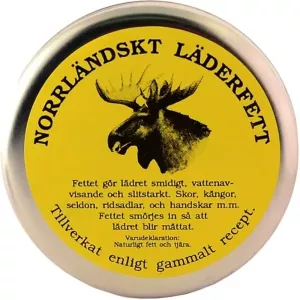 NORRLÄNDSKT LÄDERFETT
Fettet gör lädret smidigt, vattenav-
visande och slitstarkt. Skor, kängor,
seldon, ridsadlar, och handskar m.m.
Fettet smörjes in så att
lädret blir mättat.
Varudeklaration:
Naturligt fett och tjära.
Tillverkat enligt gammalt recept.